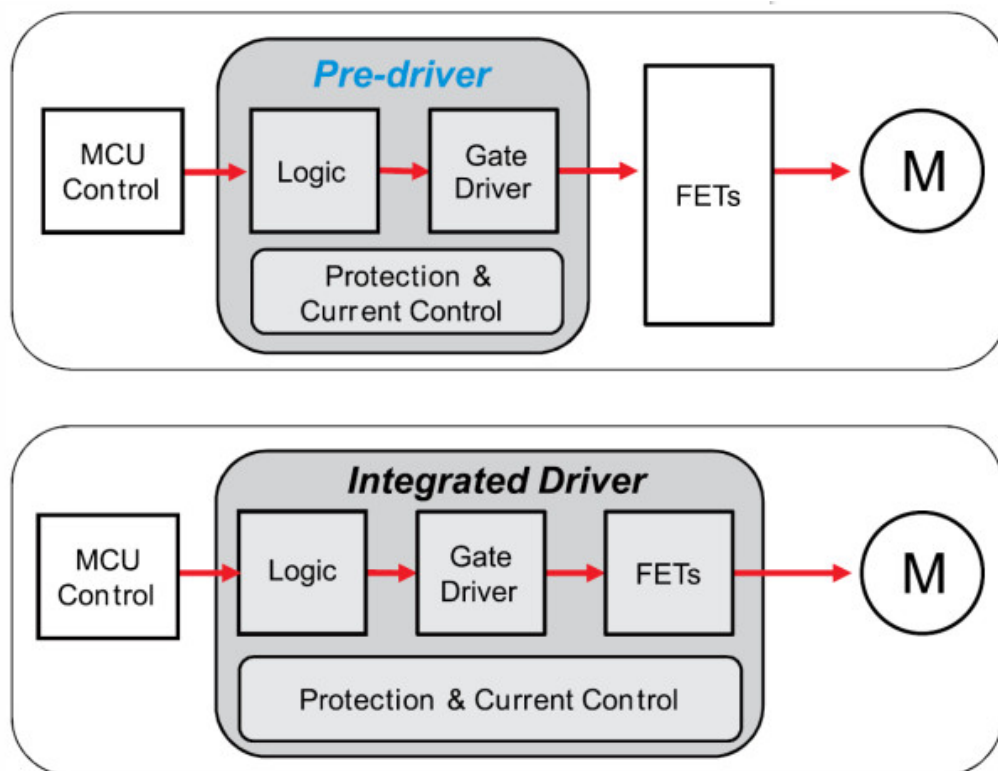 Pre-driver
MCU
Control
Logic
Gate
Driver
FETs
M
Protection &
Current Control
Integrated Driver
MCU
Control
Logic
Gate
Driver
FETs
M
Protection & Current Control